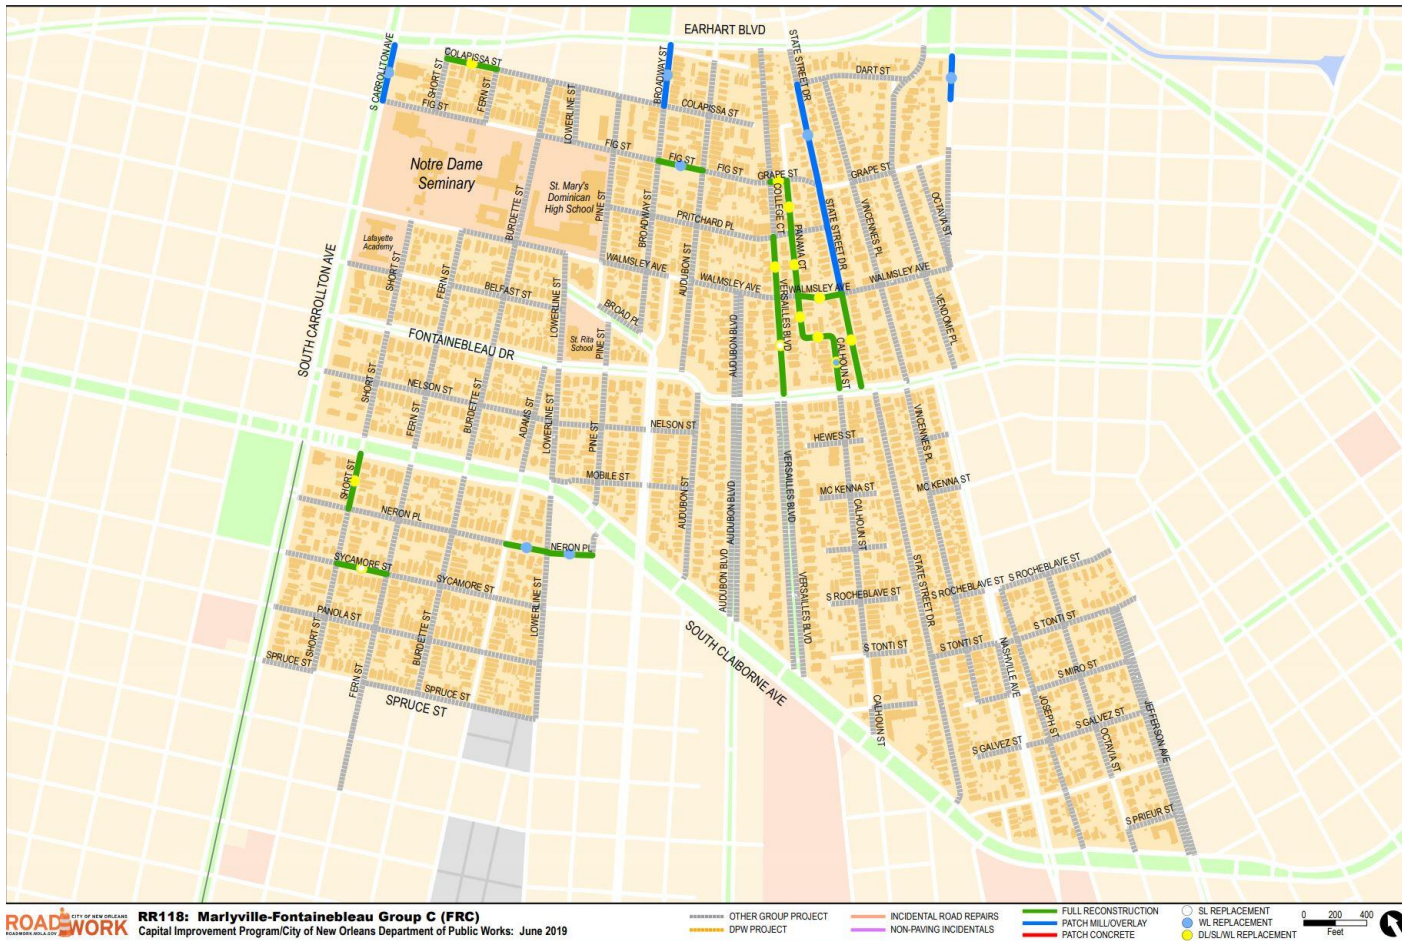 EARHART BLVD
S CARROLLTON AVE
COLAPISSA ST
SHORT ST
FERN ST
FIG ST
LOWERLINE ST
BROADWAY ST
COLAPISSA ST
STATE STREET DR
DART ST
Notre Dame
Seminary
St. Mary's
Dominican
High School
FIG ST
FIG ST
FIG ST
GRAPE ST
GRAPE ST
BURDETTE ST
PINE ST
BROADWAY ST
PRITCHARD PL
COLLEGE CT
PANAMA CT
STATE STREET DR
VINCENNES PL
OCTAVIA ST
Lafayette
Academy
SHORT ST
FERN ST
BELFAST ST
LOWERLINE ST
WALMSLEY AVE
AUDUBON ST
WALMSLEY AVE
WALMSLEY AVE
WALMSLEY AVE
VERSAILLES BLVD
VENDOME PL
BROAD PL
St. Rita
School
PINE ST
AUDUBON BLVD
CALHOUN ST
SOUTH CARROLLTON AVE
FONTAINEBLEAU DR
SHORT ST
NELSON ST
FERN ST
BURDETTE ST
ADAMS ST
LOWERLINE ST
PINE ST
NELSON ST
HEWES ST
VINCENNES PL
MOBILE ST
AUDUBON ST
AUDUBON BLVD
VERSAILLES BLVD
MC KENNA ST
MC KENNA ST
CALHOUN ST
SHORT ST
NERON PL
NERON PL
SYCAMORE ST
SYCAMORE ST
LOWERLINE ST
AUDUBON BLVD
VERSAILLES BLVD
S ROCHEBLAVE ST
STATE STREET DR
S ROCHEBLAVE ST
S ROCHEBLAVE ST
PANOLA ST
SHORT ST
BURDETTE ST
S TONTI ST
S TONTI ST
S TONTI ST
SPRUCE ST
FERN ST
SPRUCE ST
SPRUCE ST
SOUTH CLAIBORNE AVE
NASHVILLE AVE
S MIRO ST
CALHOUN ST
JOSEPH ST
S GALVEZ ST
S GALVEZ ST
OCTAVIA ST
JEFFERSON AVE
S PRIEUR ST
ROADWORK
CITY OF NEW ORLEANS
ROADWORK.NOLA.GOV
RR118: Marlyville-Fontainebleau Group C (FRC)
Capital Improvement Program/City of New Orleans Department of Public Works: June 2019
OTHER GROUP PROJECT
DPW PROJECT
INCIDENTAL ROAD REPAIRS
NON-PAVING INCIDENTALS
FULL RECONSTRUCTION
PATCH MILL/OVERLAY
PATCH CONCRETE
SL REPLACEMENT
WL REPLACEMENT
DL/SL/WL REPLACEMENT
0 200 400
Feet